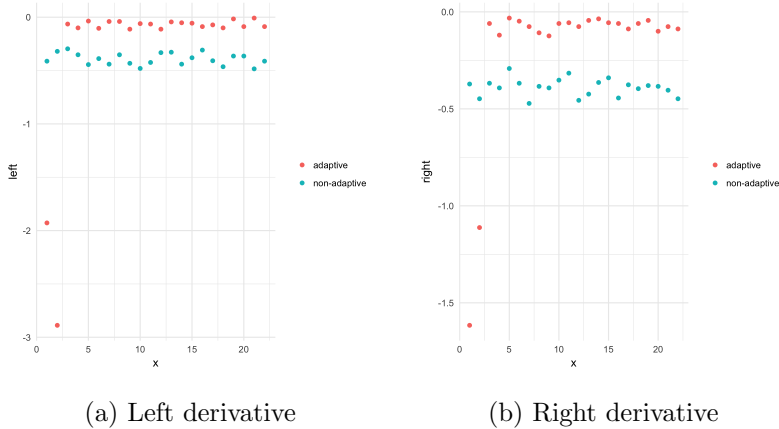 0
-1
-2
-3
left
0
5
10
15
20
x
adaptive
non-adaptive
(a) Left derivative
0.0
-0.5
-1.0
-1.5
right
0
5
10
15
20
x
adaptive
non-adaptive
(b) Right derivative